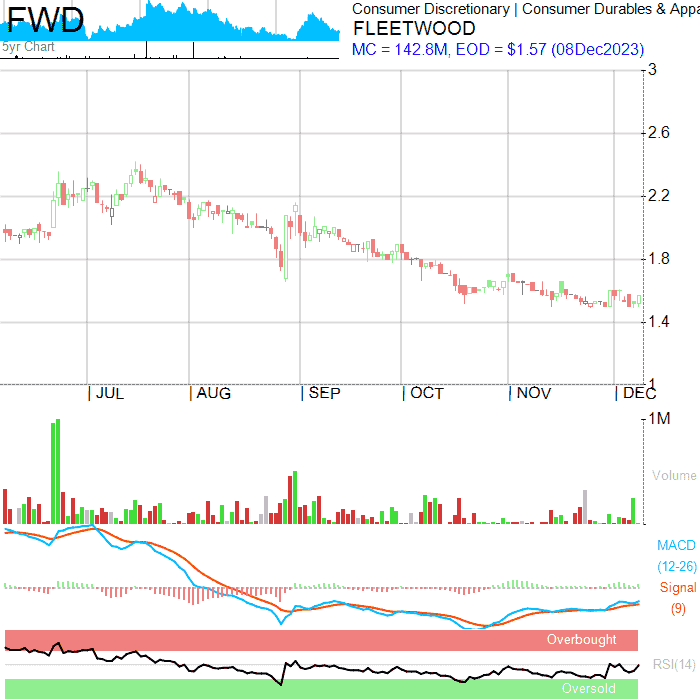 FWD
5yr Chart
Consumer Discretionary | Consumer Durables & Appa
FLEETWOOD
MC = 142.8M, EOD = $1.57 (08Dec2023)
3
2.6
2.2
1.8
1.4
1
JUL AUG SEP OCT NOV DEC
1M
Volume
MACD
(12-26)
Signal
(9)
Overbought
RSI(14)
Oversold